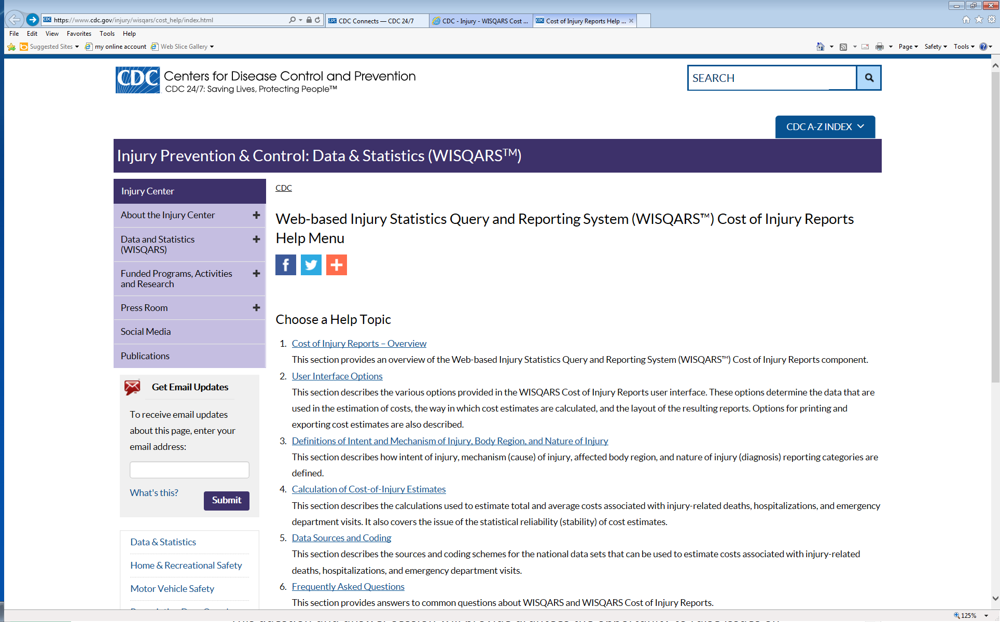 CDC https://www.cdc.gov/injury/wisqars/cost_help/index.html
CDC CDC Connects — CDC 24/7
CDC - Injury - WISQARS Cost ...
CDC Cost of Injury Reports Help ...
File Edit View Favorites Tools Help
Suggested Sites my online account Web Slice Gallery
Page Safety Tools
CDC Centers for Disease Control and Prevention
CDC 24/7: Saving Lives, Protecting People™
SEARCH
CDC A-Z INDEX
Injury Prevention & Control: Data & Statistics (WISQARS™)
Injury Center
About the Injury Center
Data and Statistics
(WISQARS)
Funded Programs, Activities
and Research
Press Room
Social Media
Publications
Get Email Updates
To receive email updates
about this page, enter your
email address:
What's this?
Submit
Data & Statistics
Home & Recreational Safety
Motor Vehicle Safety
CDC
Web-based Injury Statistics Query and Reporting System (WISQARS™) Cost of Injury Reports
Help Menu
Choose a Help Topic
1. Cost of Injury Reports – Overview
This section provides an overview of the Web-based Injury Statistics Query and Reporting System (WISQARS™) Cost of Injury Reports component.
2. User Interface Options
This section describes the various options provided in the WISQARS Cost of Injury Reports user interface. These options determine the data that are
used in the estimation of costs, the way in which cost estimates are calculated, and the layout of the resulting reports. Options for printing and
exporting cost estimates are also described.
3. Definitions of Intent and Mechanism of Injury, Body Region, and Nature of Injury
This section describes how intent of injury, mechanism (cause) of injury, affected body region, and nature of injury (diagnosis) reporting categories are
defined.
4. Calculation of Cost-of-Injury Estimates
This section describes the calculations used to estimate total and average costs associated with injury-related deaths, hospitalizations, and emergency
department visits. It also covers the issue of the statistical reliability (stability) of cost estimates.
5. Data Sources and Coding
This section describes the sources and coding schemes for the national data sets that can be used to estimate costs associated with injury-related
deaths, hospitalizations, and emergency department visits.
6. Frequently Asked Questions
This section provides answers to common questions about WISQARS and WISQARS Cost of Injury Reports.
125%